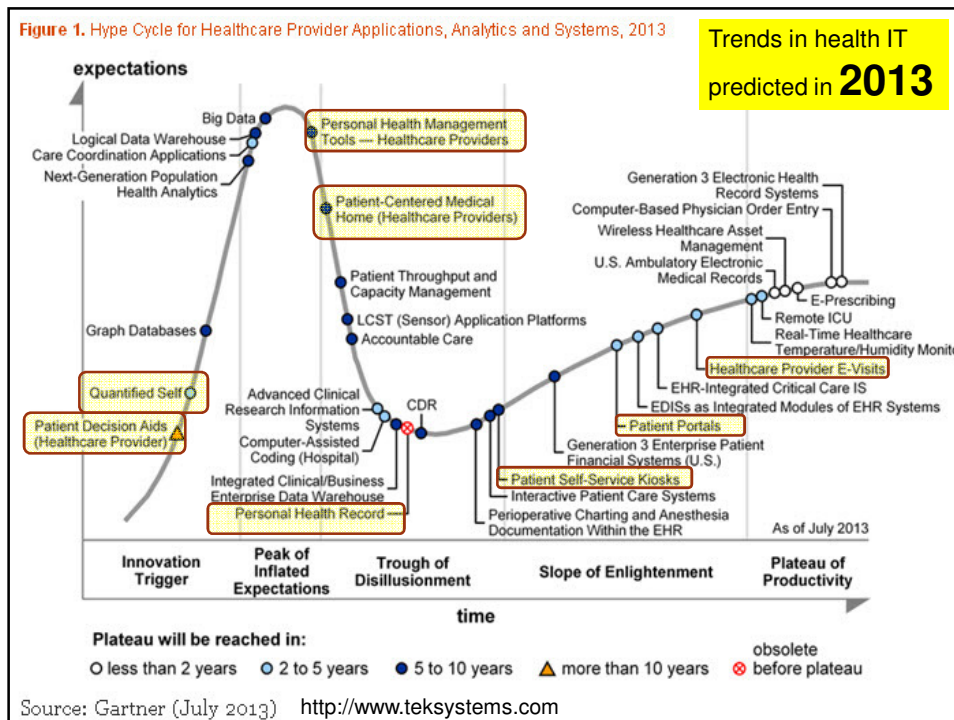 Figure 1. Hype Cycle for Healthcare Provider Applications, Analytics and Systems, 2013
Trends in health IT
predicted in 2013
expectations
Big Data
Logical Data Warehouse
Care Coordination Applications
Next-Generation Population
Health Analytics
Personal Health Management
Tools — Healthcare Providers
Patient-Centered Medical
Home (Healthcare Providers)
Patient Throughput and
Capacity Management
LCST (Sensor) Application Platforms
Accountable Care
Graph Databases
Quantified Self
Patient Decision Aids
(Healthcare Provider)
Advanced Clinical
Research Information
Systems
Computer-Assisted
Coding (Hospital)
Integrated Clinical/Business
Enterprise Data Warehouse
Personal Health Record
CDR
Generation 3 Electronic Health
Record Systems
Computer-Based Physician Order Entry
Wireless Healthcare Asset
Management
U.S. Ambulatory Electronic
Medical Records
E-Prescribing
Remote ICU
Real-Time Healthcare
Temperature/Humidity Monito
Healthcare Provider E-Visits
EHR-Integrated Critical Care IS
EDISs as Integrated Modules of EHR Systems
Patient Portals
Generation 3 Enterprise Patient
Financial Systems (U.S.)
Patient Self-Service Kiosks
Interactive Patient Care Systems
Perioperative Charting and Anesthesia
Documentation Within the EHR
As of July 2013
Innovation
Trigger
Peak of
Inflated
Expectations
Trough of
Disillusionment
Slope of Enlightenment
Plateau of
Productivity
time
Plateau will be reached in:
less than 2 years
2 to 5 years
5 to 10 years
more than 10 years
obsolete
before plateau
Source: Gartner (July 2013) http://www.teksystems.com